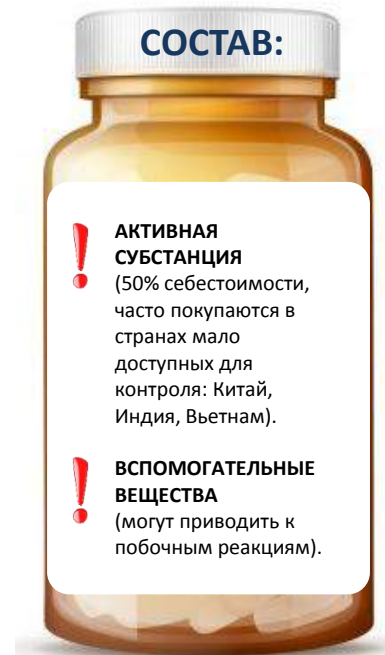 СОСТАВ:
АКТИВНАЯ
СУБСТАНЦИЯ
(50% себестоимости,
часто покупаются в
странах мало
доступных для
контроля: Китай,
Индия, Вьетнам).
ВСПОМОГАТЕЛЬНЫЕ
ВЕЩЕСТВА
(могут приводить к
побочным реакциям).